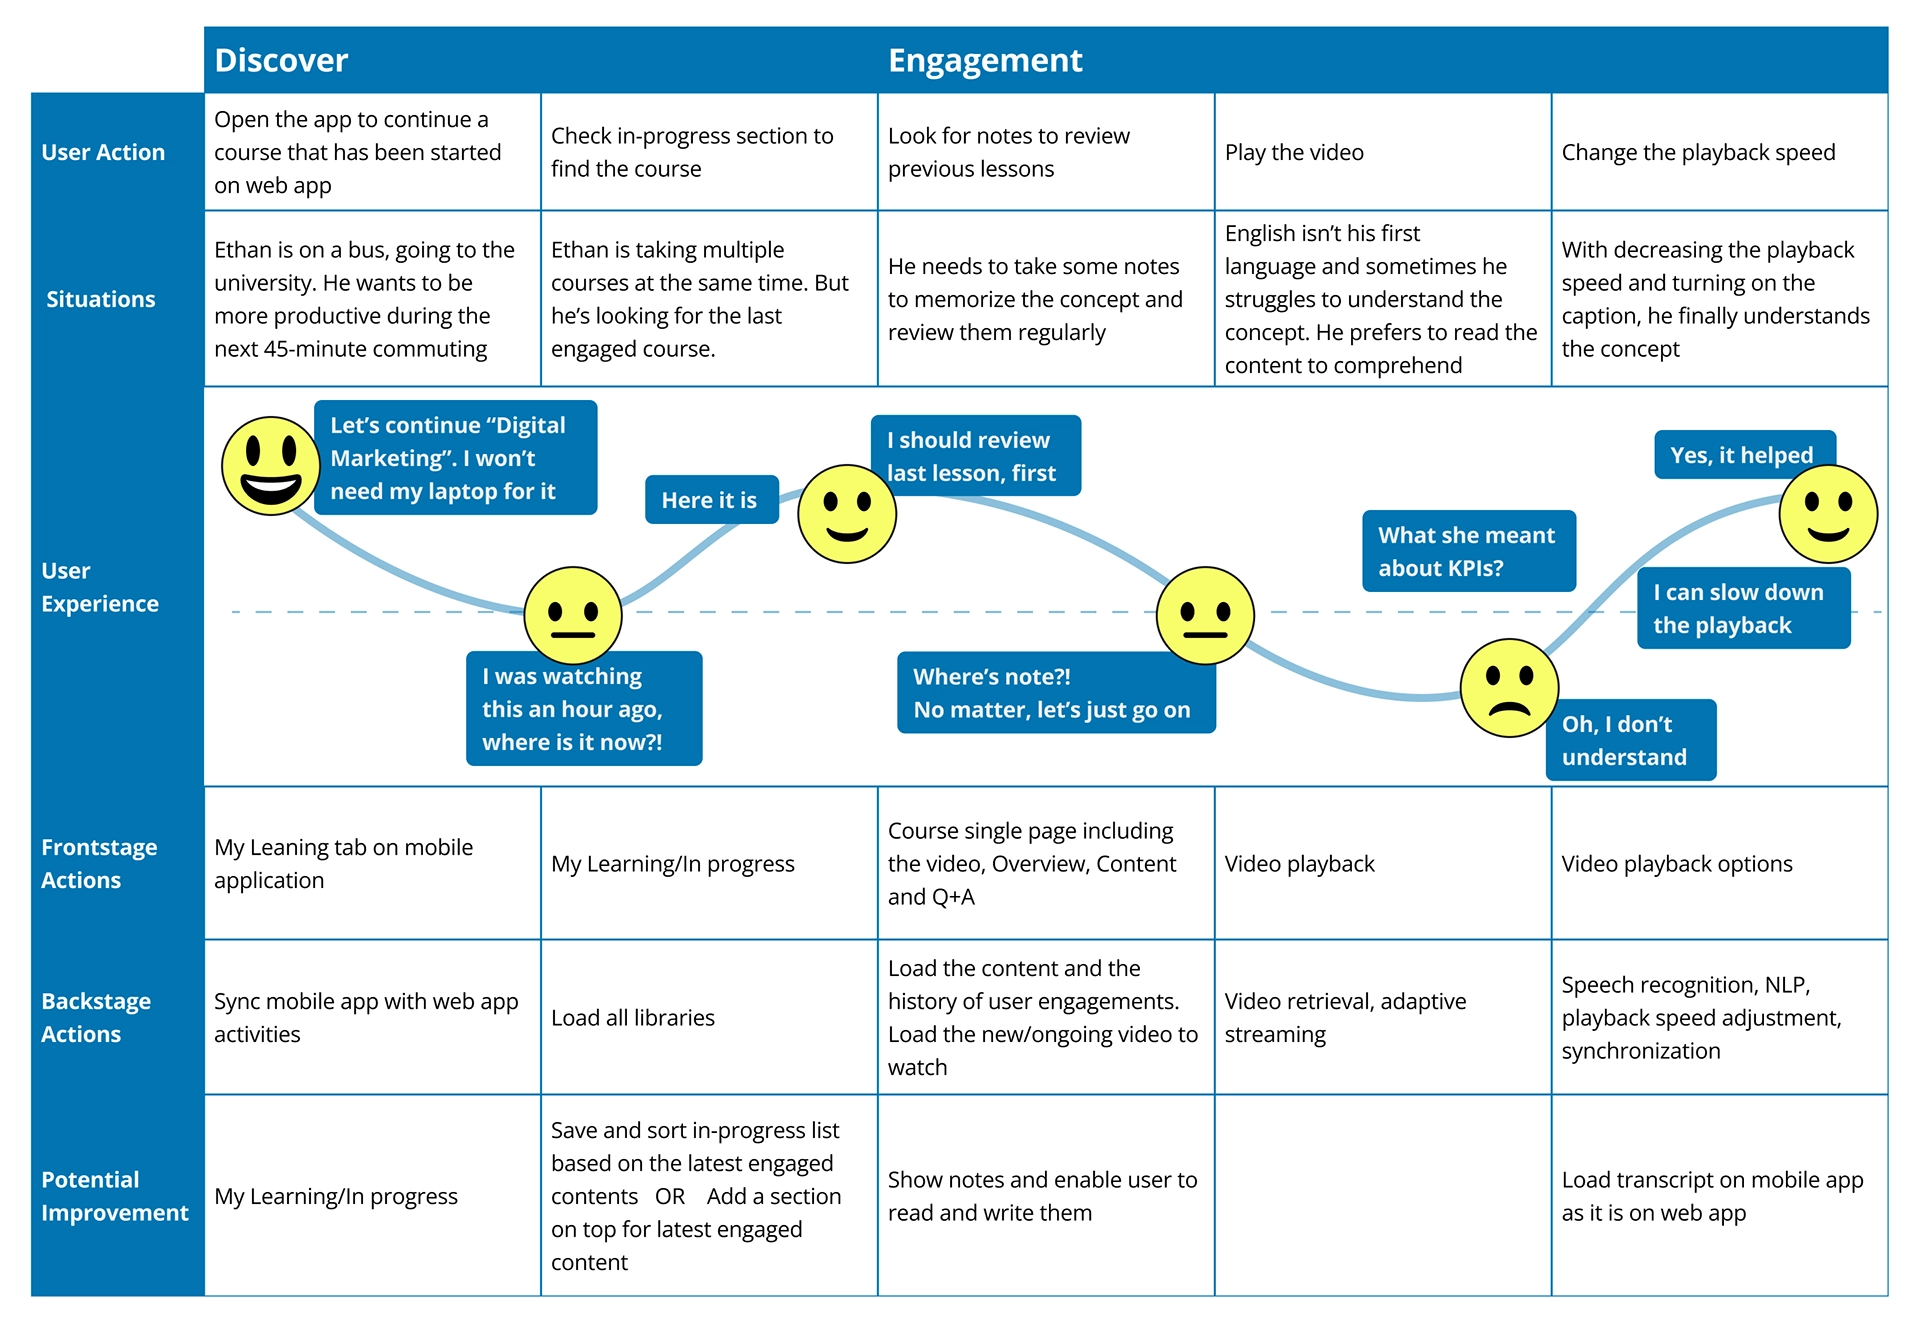 Discover
Engagement
User Action
Open the app to continue a
course that has been started
on web app
Check in-progress section to
find the course
Look for notes to review
previous lessons
Play the video
Change the playback speed
Situations
Ethan is on a bus, going to the
university. He wants to be
more productive during the
next 45-minute commuting
Ethan is taking multiple
courses at the same time. But
he’s looking for the last
engaged course.
He needs to take some notes
to memorize the concept and
review them regularly
English isn’t his first
language and sometimes he
struggles to understand the
concept. He prefers to read the
content to comprehend
With decreasing the playback
speed and turning on the
caption, he finally understands
the concept
User
Experience
Let’s continue “Digital
Marketing”. I won’t
need my laptop for it
I was watching
this an hour ago,
where is it now?!
Here it is
I should review
last lesson, first
Where’s note?!
No matter, let’s just go on
What she meant
about KPIs?
Oh, I don’t
understand
I can slow down
the playback
Yes, it helped
Frontstage
Actions
My Leaning tab on mobile
application
My Learning/In progress
Course single page including
the video, Overview, Content
and Q+A
Video playback
Video playback options
Backstage
Actions
Sync mobile app with web app
activities
Load all libraries
Load the content and the
history of user engagements.
Load the new/ongoing video to
watch
Video retrieval, adaptive
streaming
Speech recognition, NLP,
playback speed adjustment,
synchronization
Potential
Improvement
My Learning/In progress
Save and sort in-progress list
based on the latest engaged
contents OR Add a section
on top for latest engaged
content
Show notes and enable user to
read and write them
Load transcript on mobile app
as it is on web app